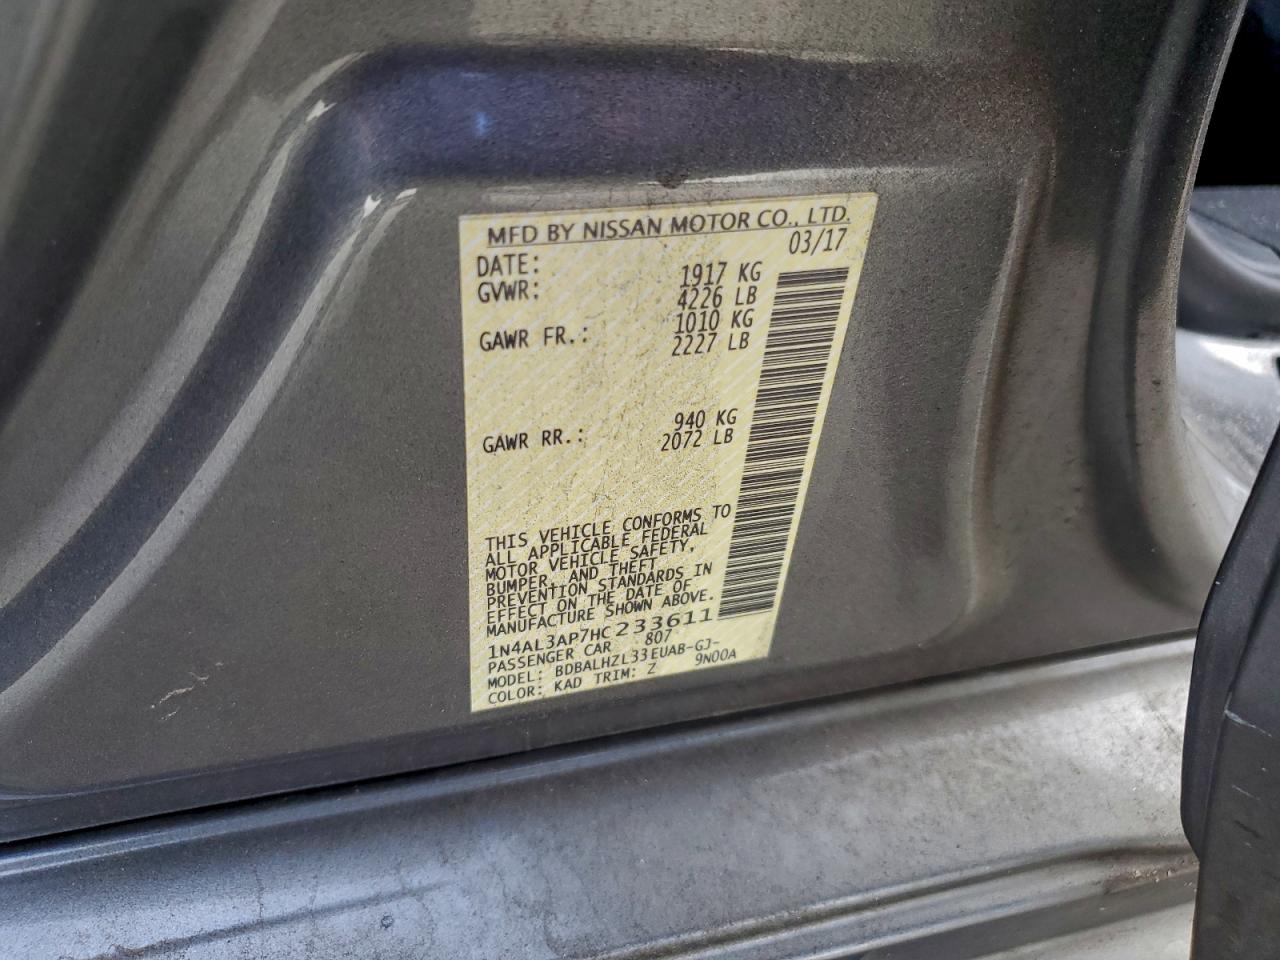 MFD BY NISSAN MOTOR CO., LTD.
DATE: 03/17
GVWR: 1917 KG
4226 LB
GAWR FR.: 1010 KG
2227 LB
GAWR RR.: 940 KG
2072 LB
THIS VEHICLE CONFORMS TO
ALL APPLICABLE FEDERAL
MOTOR VEHICLE SAFETY,
BUMPER, AND THEFT
PREVENTION STANDARDS IN
EFFECT ON THE DATE OF
MANUFACTURE SHOWN ABOVE.
1N4AL3AP7HC233611
PASSENGER CAR 807
MODEL: BDBALHZL33EUAB-GJ-
COLOR: KAD TRIM: Z 9N00A